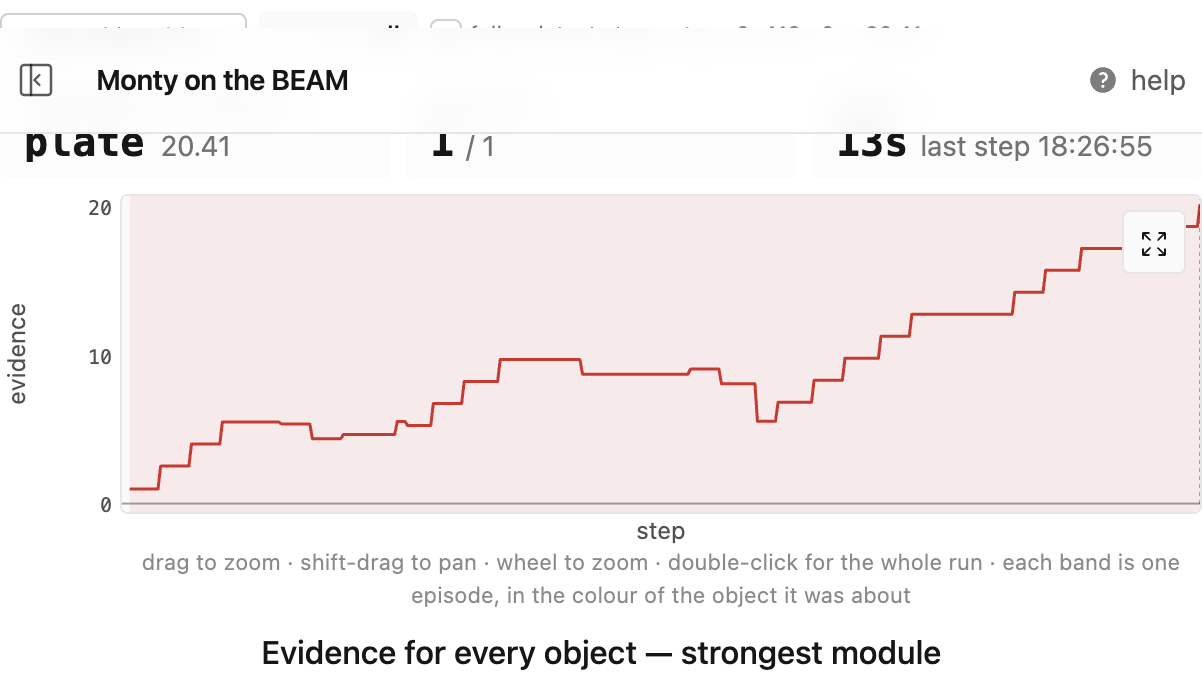 Monty on the BEAM
help
plate 20.41
1 / 1
13s last step 18:26:55
20
10
0
evidence
step
drag to zoom · shift-drag to pan · wheel to zoom · double-click for the whole run · each band is one
episode, in the colour of the object it was about
Evidence for every object — strongest module